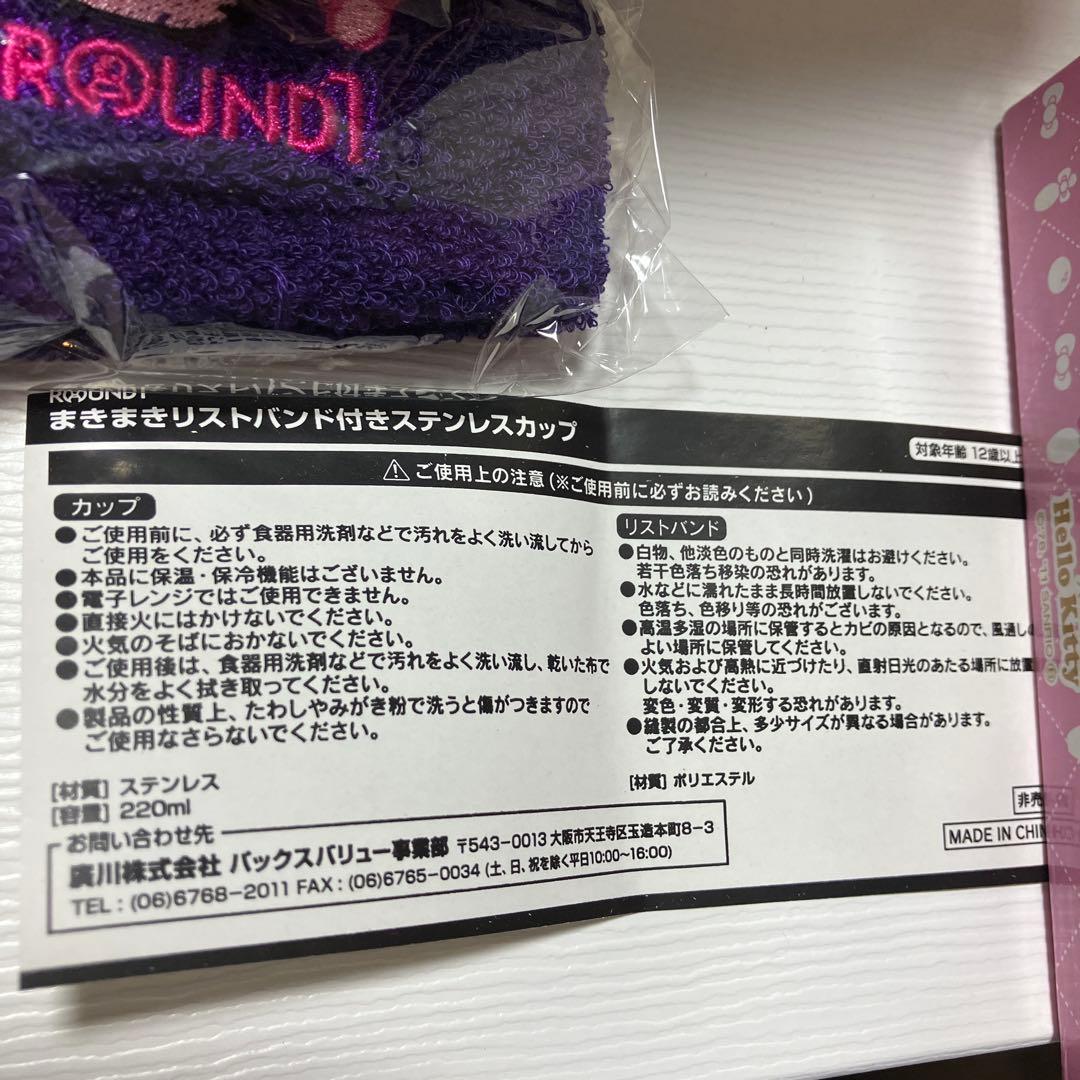 ROUND1
ROUND1
まきまきリストバンド付きステンレスカップ
対象年齢 12歳以上
⚠ ご使用上の注意(※ご使用前に必ずお読みください)
カップ
●ご使用前に、必ず食器用洗剤などで汚れをよく洗い流してから
ご使用をください。
●本品に保温・保冷機能はございません。
●電子レンジではご使用できません。
●直接火にはかけないでください。
●火気のそばにおかないでください。
●ご使用後は、食器用洗剤などで汚れをよく洗い流し、乾いた布で
水分をよく拭き取ってください。
●製品の性質上、たわしやみがき粉で洗うと傷がつきますので
ご使用なさらないでください。
[材質] ステンレス
[容量] 220ml
リストバンド
●白物、他淡色のものと同時洗濯はお避けください。
若干色落ち移染の恐れがあります。
●水などに濡れたまま長時間放置しないでください。
色落ち、色移り等の恐れがございます。
●高温多湿の場所に保管するとカビの原因となるので、風通しの
よい場所に保管してください。
●火気および高熱に近づけたり、直射日光のあたる場所に放置
しないでください。
変色・変質・変形する恐れがあります。
●縫製の都合上、多少サイズが異なる場合があります。
ご了承ください。
[材質] ポリエステル
非売
MADE IN CHIN
お問い合わせ先
廣川株式会社 バックスバリュー事業部 〒543-0013 大阪市天王寺区玉造本町8-3
TEL : (06)6768-2011 FAX : (06)6765-0034 (土、日、祝を除く平日10:00~16:00)
Hello Kitty